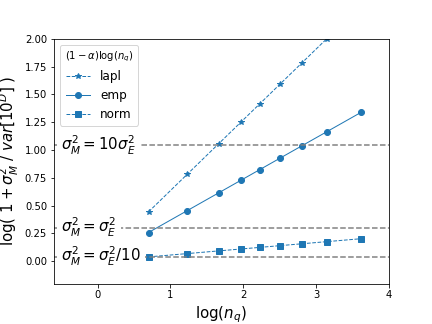 2.00
1.75
1.50
1.25
1.00
0.75
0.50
0.25
0.00
log( 1 + σ²_M / var[10^D] )
(1 − α)log(n_q)
lapl
emp
norm
σ²_M = 10σ²_E
σ²_M = σ²_E
σ²_M = σ²_E/10
0 1 2 3 4
log(n_q)